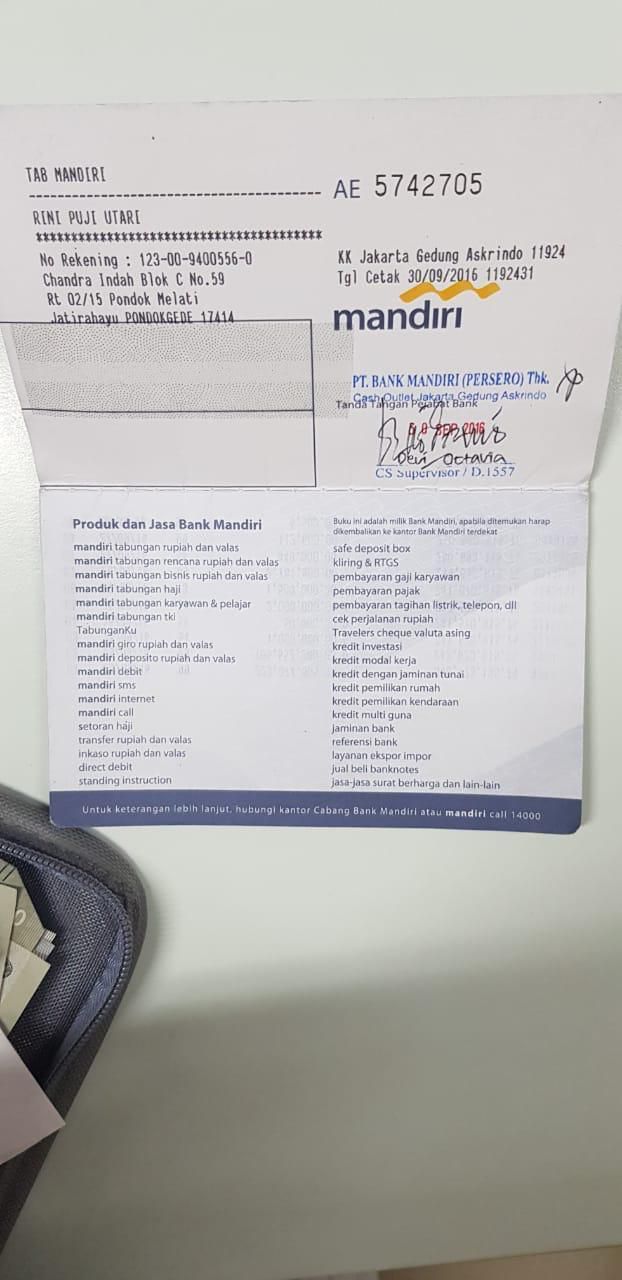 TAB MANDIRI
AE 5742705
RINI PUJI UTARI
No Rekening : 123-00-9400556-0
Chandra Indah Blok C No.59
Rt 02/15 Pondok Melati
Jatirahayu PONDOKGEDE 17414
KK Jakarta Gedung Askrindo 11924
Tgl Cetak 30/09/2016 1192431
mandiri
PT. BANK MANDIRI (PERSERO) Tbk.
Cash Outlet Jakarta Gedung Askrindo
Tanda Tangan Pejabat Bank
SEP 2016
Devi Octavia
CS Supervisor / D.1557
Produk dan Jasa Bank Mandiri
mandiri tabungan rupiah dan valas
mandiri tabungan rencana rupiah dan valas
mandiri tabungan bisnis rupiah dan valas
mandiri tabungan haji
mandiri tabungan karyawan & pelajar
mandiri tabungan tki
TabunganKu
mandiri giro rupiah dan valas
mandiri deposito rupiah dan valas
mandiri debit
mandiri sms
mandiri internet
mandiri call
setoran haji
transfer rupiah dan valas
inkaso rupiah dan valas
direct debit
standing instruction
Buku ini adalah milik Bank Mandiri, apabila ditemukan harap
dikembalikan ke kantor Bank Mandiri terdekat
safe deposit box
kliring & RTGS
pembayaran gaji karyawan
pembayaran pajak
pembayaran tagihan listrik, telepon, dll
cek perjalanan rupiah
Travelers cheque valuta asing
kredit investasi
kredit modal kerja
kredit dengan jaminan tunai
kredit pemilikan rumah
kredit pemilikan kendaraan
kredit multi guna
jaminan bank
referensi bank
layanan ekspor impor
jual beli banknotes
jasa-jasa surat berharga dan lain-lain
Untuk keterangan lebih lanjut, hubungi kantor Cabang Bank Mandiri atau mandiri call 14000